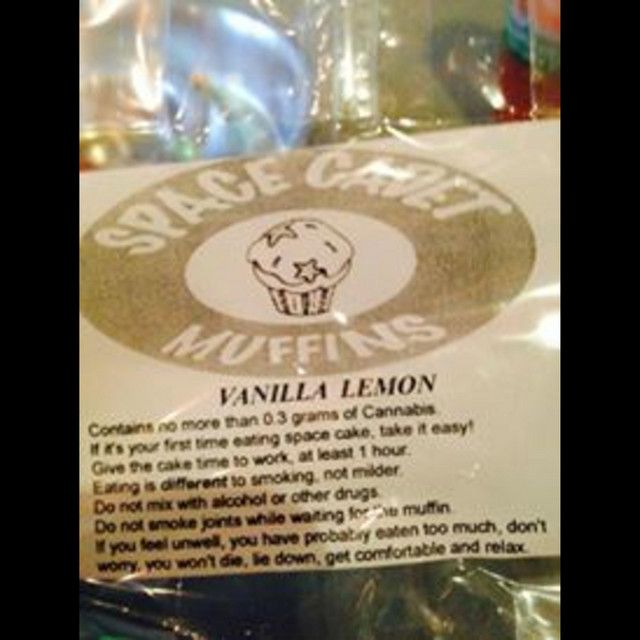 SPACE CADET
MUFFINS
VANILLA LEMON
Contains no more than 0.3 grams of Cannabis.
If it's your first time eating space cake, take it easy!
Give the cake time to work, at least 1 hour.
Eating is different to smoking, not milder.
Do not mix with alcohol or other drugs.
Do not smoke joints while waiting for the muffin.
If you feel unwell, you have probably eaten too much, don't
worry, you won't die, lie down, get comfortable and relax.